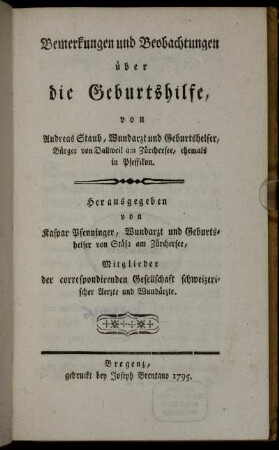 Bemerkungen und Beobachtungen
über
die Geburtshilfe,
von
Andreas Staub, Wundarzt und Geburtshelfer,
Bürger von Dallweil am Zürchersee, ehemals
in Pfeffikon.
Herausgegeben
von
Kaspar Pfenninger, Wundarzt und Geburts-
helfer von Stäfa am Zürchersee,
Mitglieder
der correspondirenden Gesellschaft schweizeri-
scher Aerzte und Wundärzte.
Bregenz,
gedruckt bey Joseph Brentano 1795.